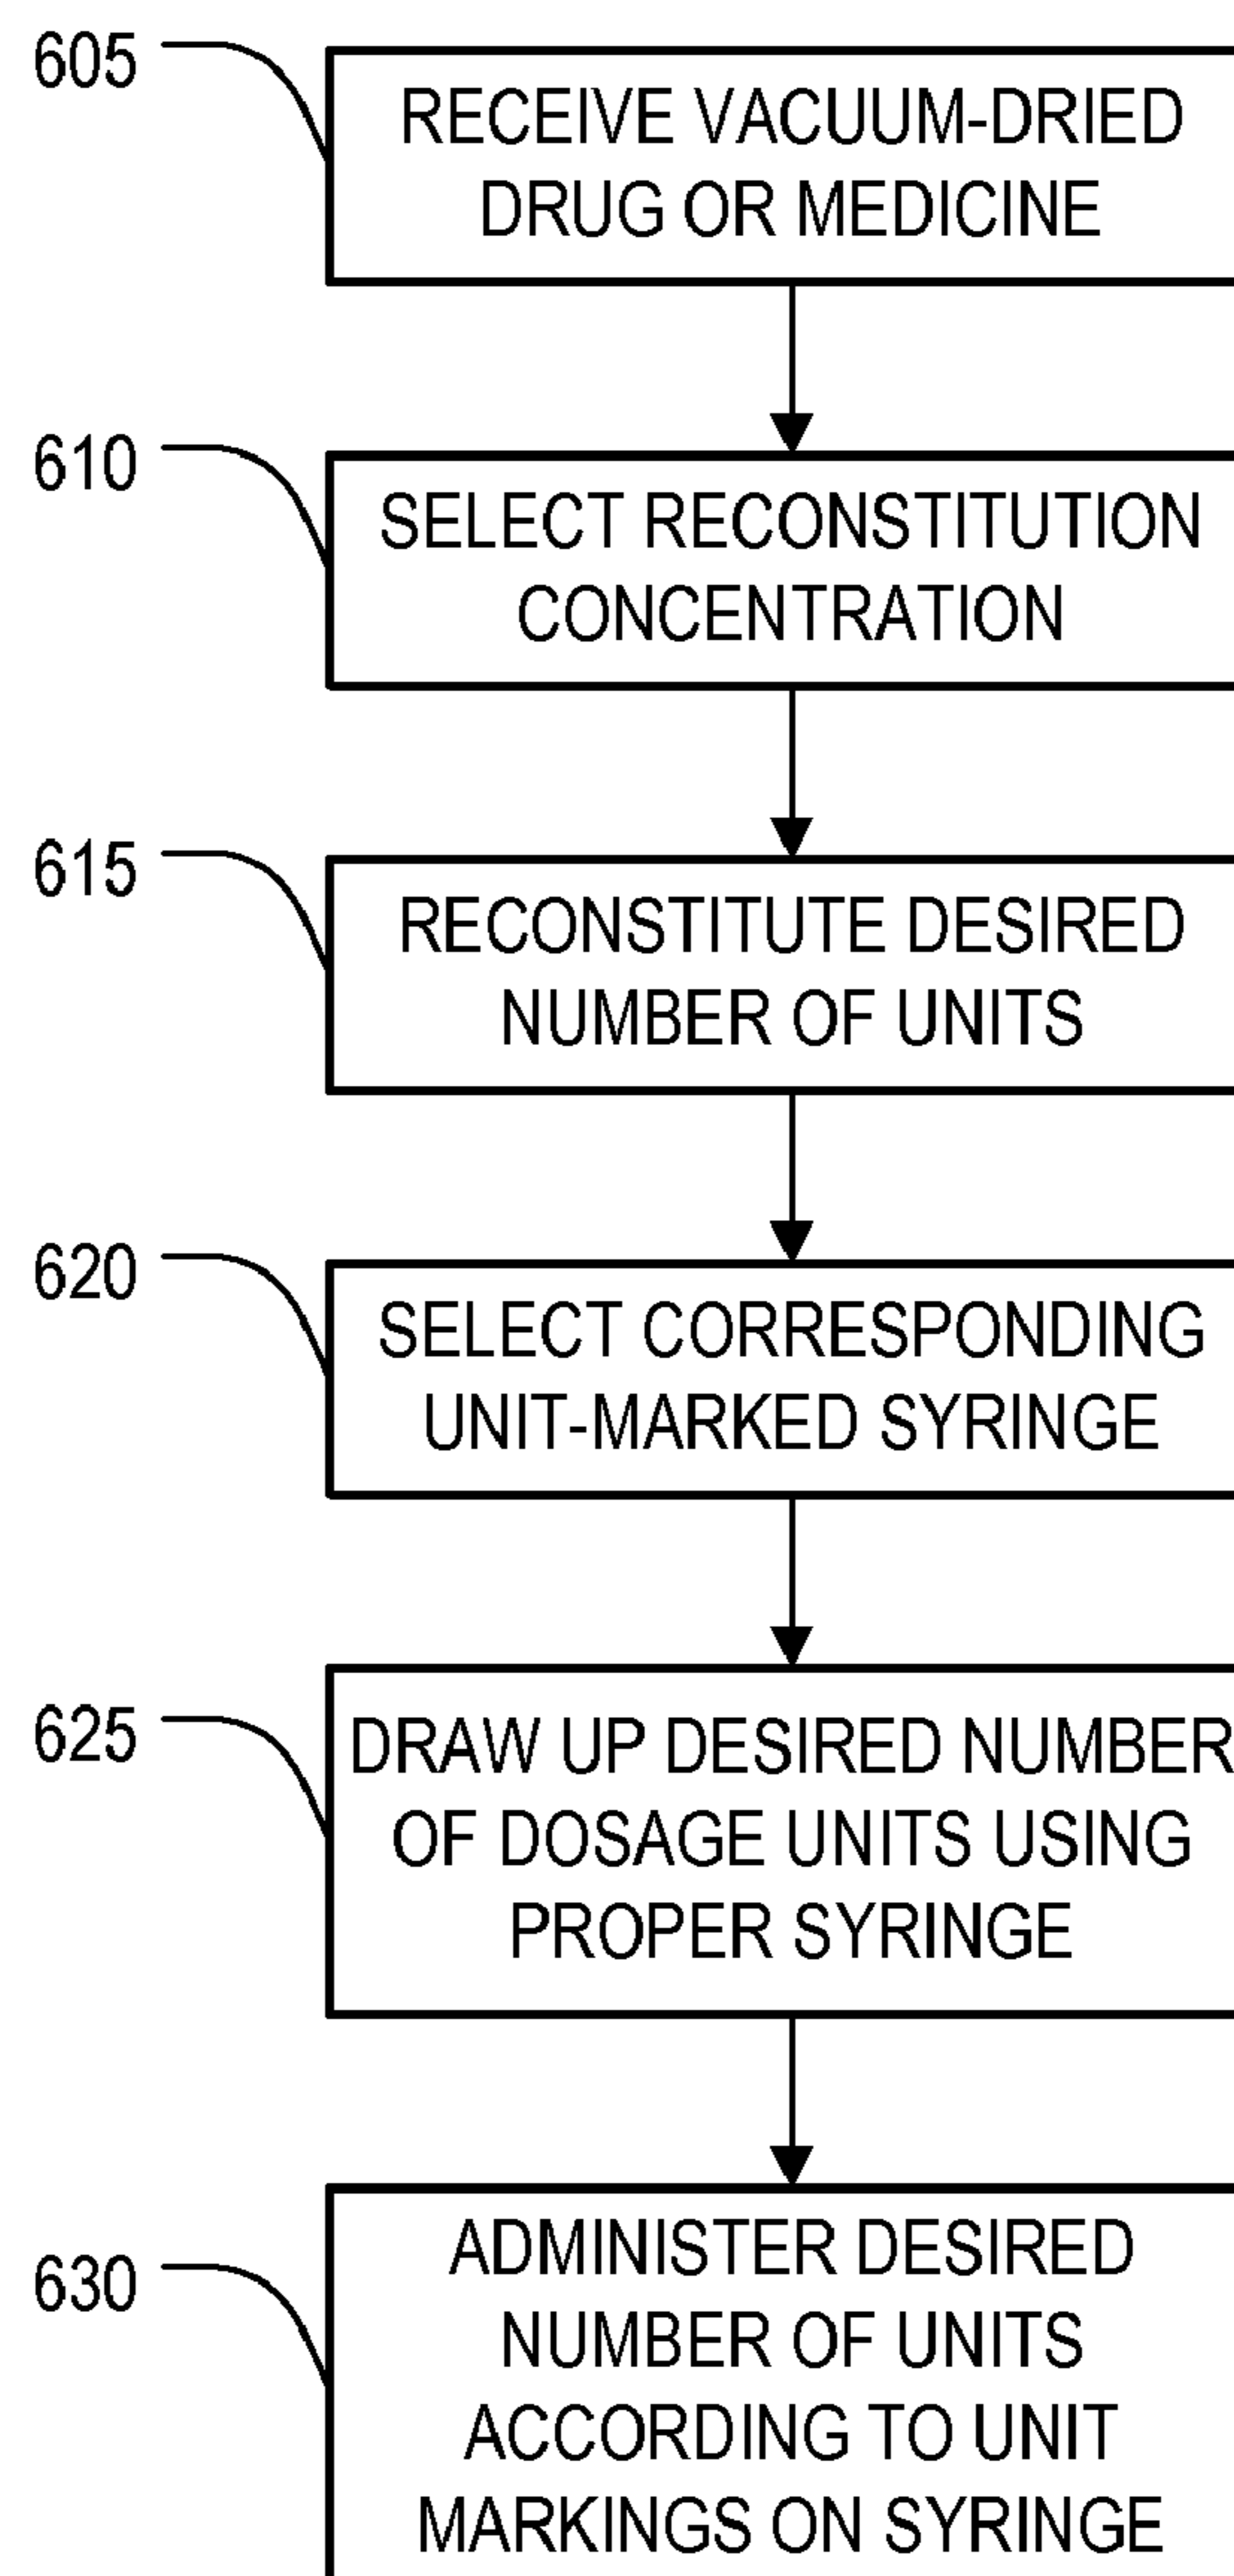 605
RECEIVE VACUUM-DRIED
DRUG OR MEDICINE
610
SELECT RECONSTITUTION
CONCENTRATION
615
RECONSTITUTE DESIRED
NUMBER OF UNITS
620
SELECT CORRESPONDING
UNIT-MARKED SYRINGE
625
DRAW UP DESIRED NUMBER
OF DOSAGE UNITS USING
PROPER SYRINGE
630
ADMINISTER DESIRED
NUMBER OF UNITS
ACCORDING TO UNIT
MARKINGS ON SYRINGE